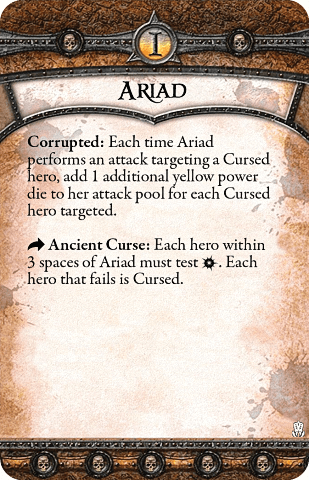 I
ARIAD
Corrupted: Each time Ariad
performs an attack targeting a Cursed
hero, add 1 additional yellow power
die to her attack pool for each Cursed
hero targeted.
Ancient Curse: Each hero within
3 spaces of Ariad must test . Each
hero that fails is Cursed.